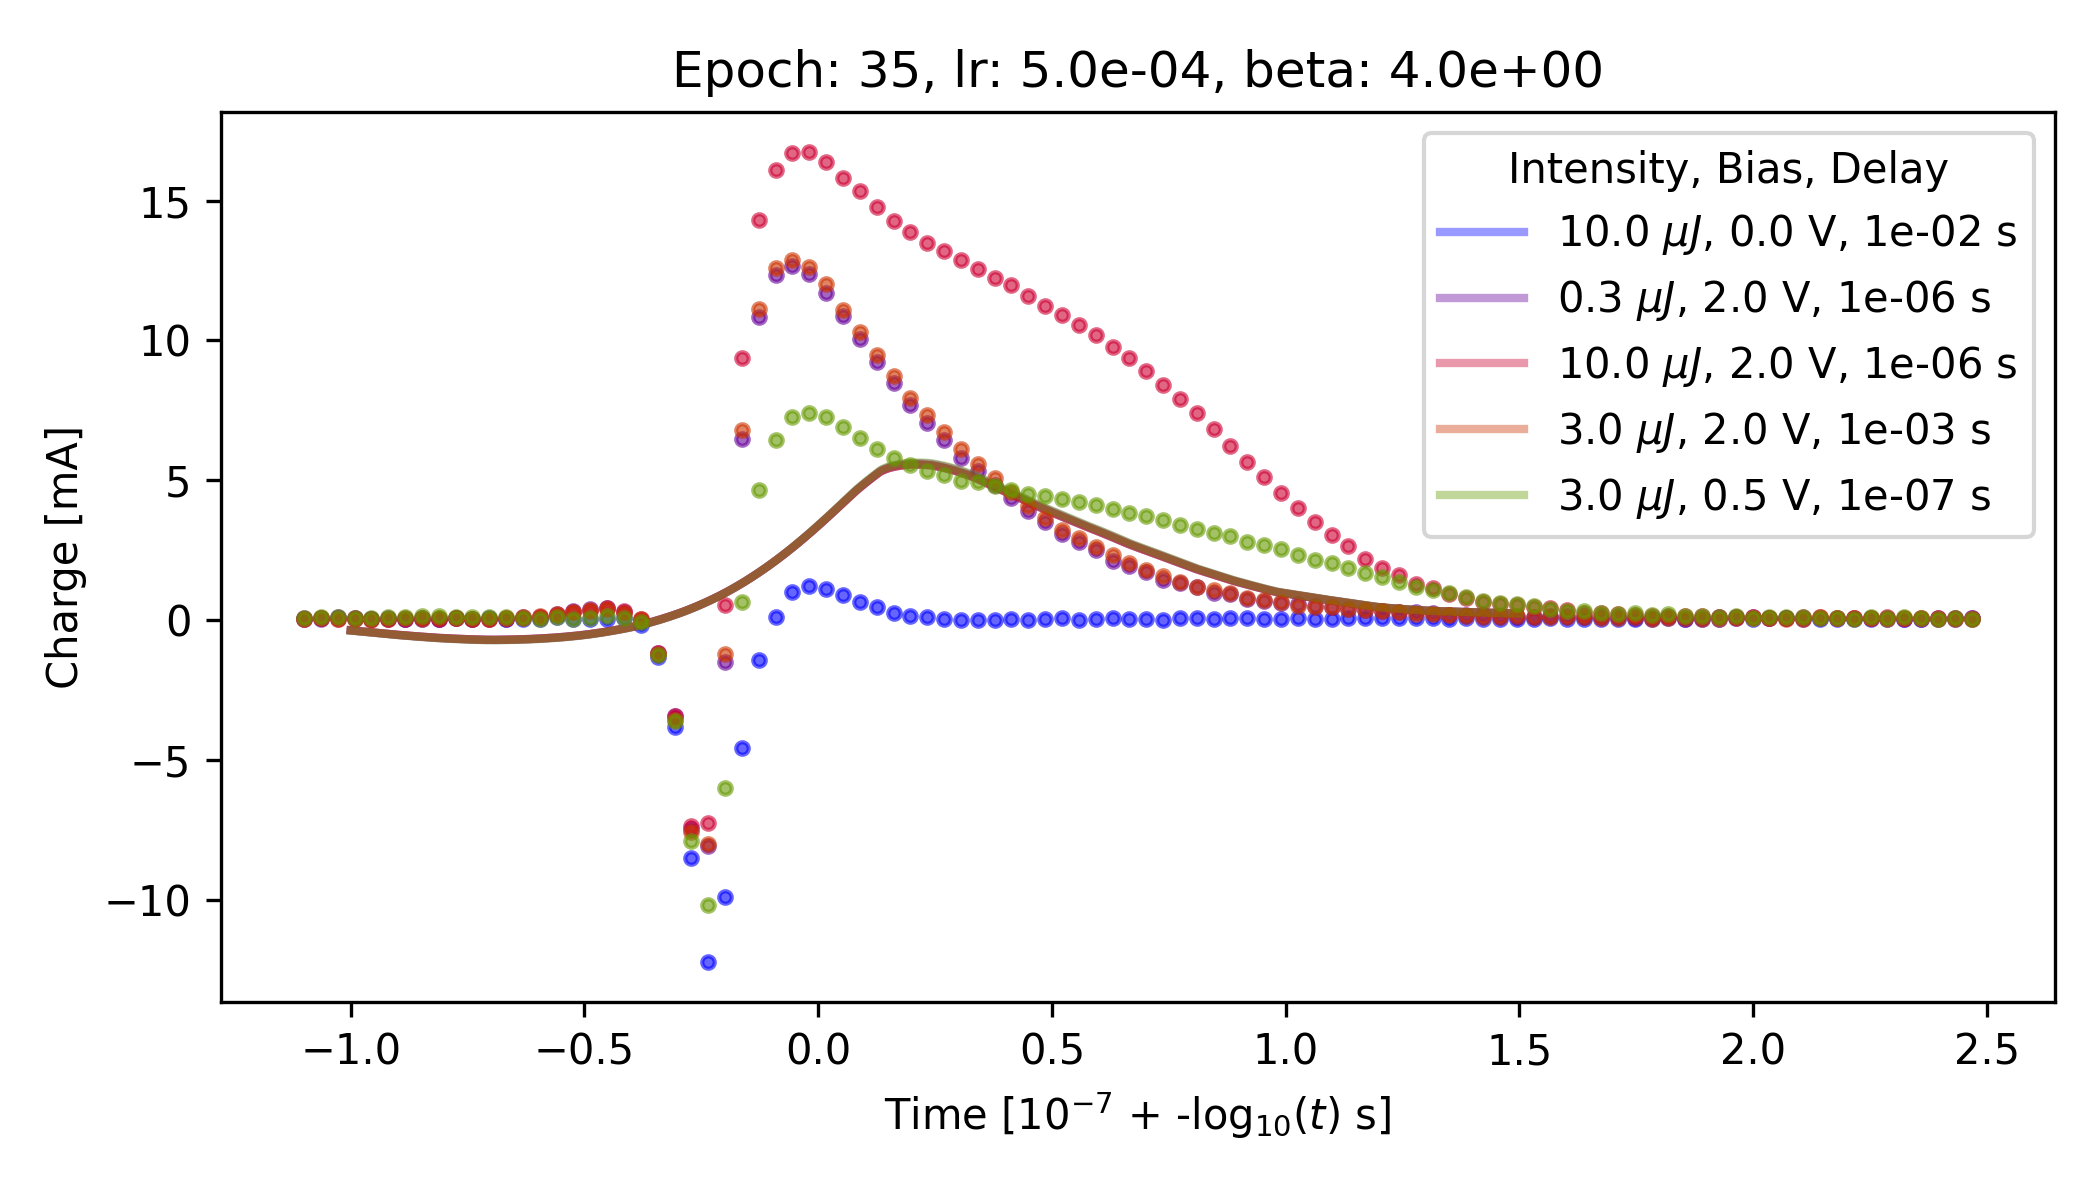 Epoch: 35, lr: 5.0e-04, beta: 4.0e+00
Charge [mA]
15
10
5
0
−5
−10
Intensity, Bias, Delay
10.0 μJ, 0.0 V, 1e-02 s
0.3 μJ, 2.0 V, 1e-06 s
10.0 μJ, 2.0 V, 1e-06 s
3.0 μJ, 2.0 V, 1e-03 s
3.0 μJ, 0.5 V, 1e-07 s
−1.0 −0.5 0.0 0.5 1.0 1.5 2.0 2.5
Time [10⁻⁷ + -log₁₀(t) s]